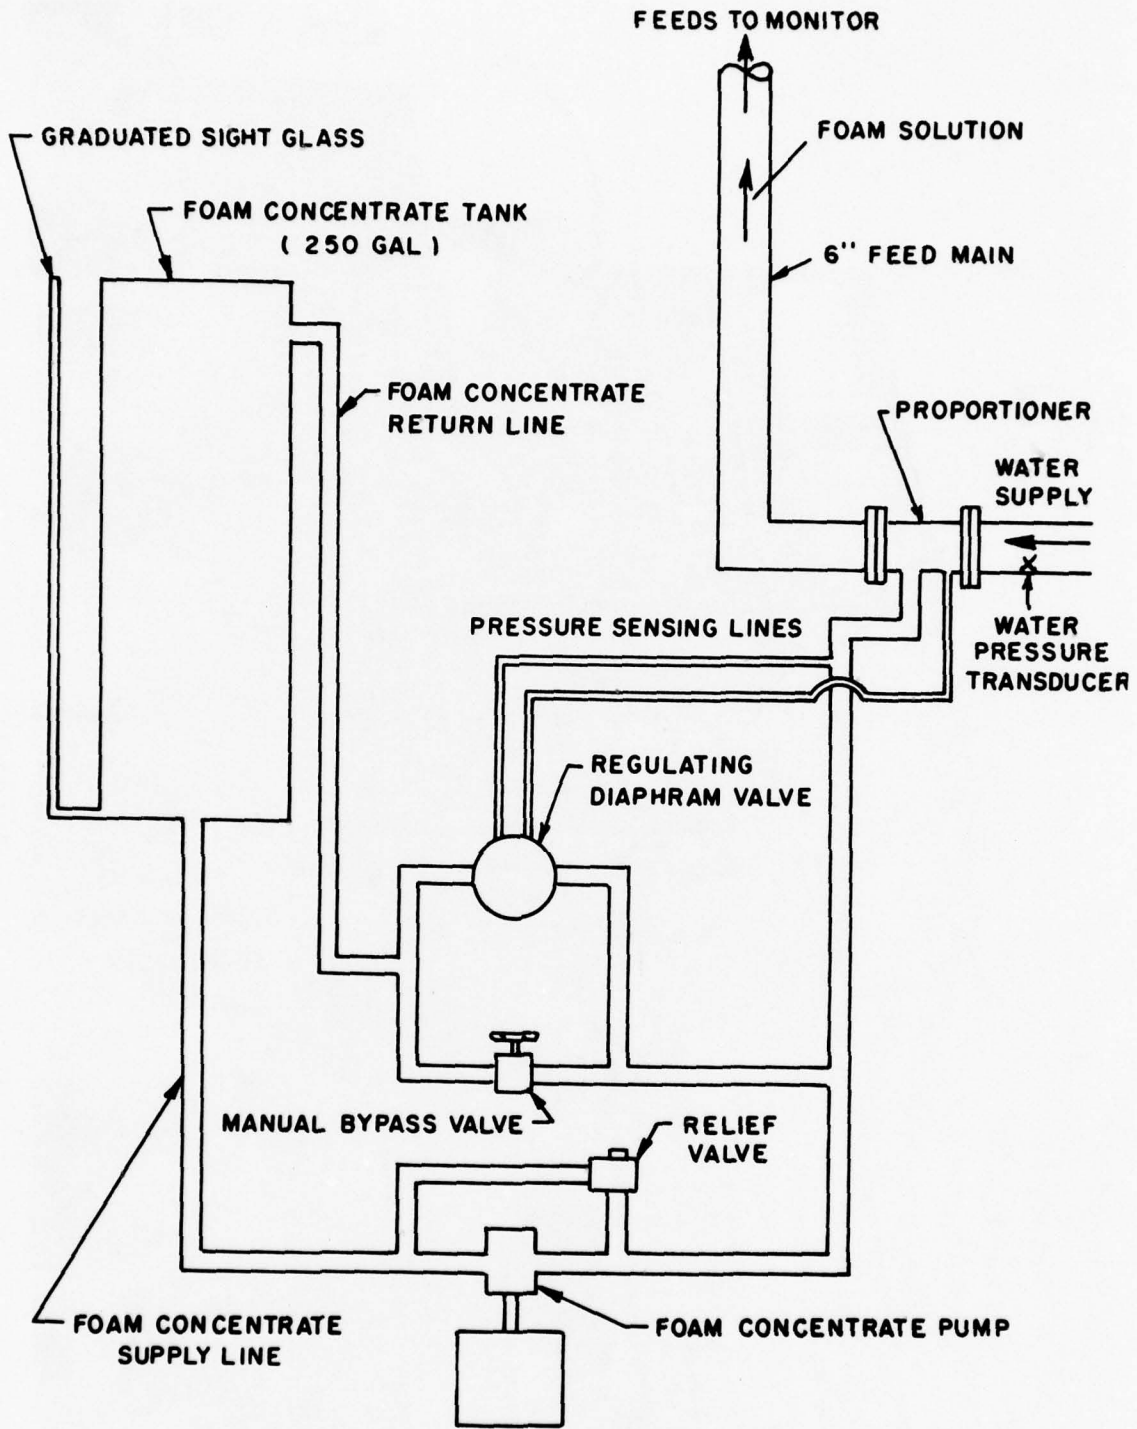 FEEDS TO MONITOR
GRADUATED SIGHT GLASS
FOAM SOLUTION
FOAM CONCENTRATE TANK
( 250 GAL )
6" FEED MAIN
FOAM CONCENTRATE
RETURN LINE
PROPORTIONER
WATER
SUPPLY
PRESSURE SENSING LINES
WATER
PRESSURE
TRANSDUCER
REGULATING
DIAPHRAM VALVE
MANUAL BYPASS VALVE
RELIEF
VALVE
FOAM CONCENTRATE
SUPPLY LINE
FOAM CONCENTRATE PUMP